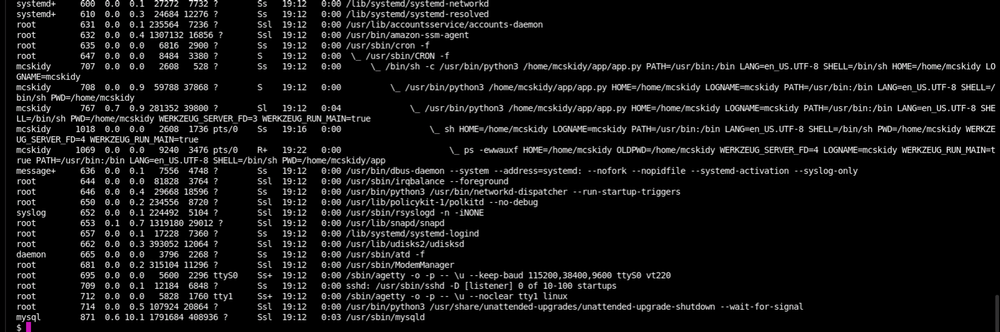 systemd+ 600 0.0 0.1 27272 7732 ? Ss 19:12 0:00 /lib/systemd/systemd-networkd
systemd+ 610 0.0 0.3 24684 12276 ? Ss 19:12 0:00 /lib/systemd/systemd-resolved
root 631 0.0 0.1 235564 7236 ? Ssl 19:12 0:00 /usr/lib/accountsservice/accounts-daemon
root 632 0.0 0.4 1307132 16856 ? Ssl 19:12 0:00 /usr/bin/amazon-ssm-agent
root 635 0.0 0.0 6816 2900 ? Ss 19:12 0:00 /usr/sbin/cron -f
root 647 0.0 0.0 8484 3380 ? S 19:12 0:00 \_ /usr/sbin/CRON -f
mcskidy 707 0.0 0.0 2608 528 ? Ss 19:12 0:00 \_ /bin/sh -c /usr/bin/python3 /home/mcskidy/app/app.py PATH=/usr/bin:/bin LANG=en_US.UTF-8 SHELL=/bin/sh HOME=/home/mcskidy LO
GNAME=mcskidy
mcskidy 708 0.0 0.9 59788 37868 ? S 19:12 0:00 \_ /usr/bin/python3 /home/mcskidy/app/app.py HOME=/home/mcskidy LOGNAME=mcskidy PATH=/usr/bin:/bin LANG=en_US.UTF-8 SHELL=/
bin/sh PWD=/home/mcskidy
mcskidy 767 0.7 0.9 281352 39800 ? Sl 19:12 0:04 \_ /usr/bin/python3 /home/mcskidy/app/app.py HOME=/home/mcskidy LOGNAME=mcskidy PATH=/usr/bin:/bin LANG=en_US.UTF-8 SHE
LL=/bin/sh PWD=/home/mcskidy WERKZEUG_SERVER_FD=3 WERKZEUG_RUN_MAIN=true
mcskidy 1018 0.0 0.0 2608 1736 pts/0 Ss 19:16 0:00 \_ sh HOME=/home/mcskidy LOGNAME=mcskidy PATH=/usr/bin:/bin LANG=en_US.UTF-8 SHELL=/bin/sh PWD=/home/mcskidy WERKZE
UG_SERVER_FD=4 WERKZEUG_RUN_MAIN=true
mcskidy 1069 0.0 0.0 9240 3476 pts/0 R+ 19:22 0:00 \_ ps -ewwauxf HOME=/home/mcskidy OLDPWD=/home/mcskidy WERKZEUG_SERVER_FD=4 LOGNAME=mcskidy WERKZEUG_RUN_MAIN=t
rue PATH=/usr/bin:/bin LANG=en_US.UTF-8 SHELL=/bin/sh PWD=/home/mcskidy/app
message+ 636 0.0 0.1 7556 4748 ? Ss 19:12 0:00 /usr/bin/dbus-daemon --system --address=systemd: --nofork --nopidfile --systemd-activation --syslog-only
root 644 0.0 0.0 81828 3764 ? Ssl 19:12 0:00 /usr/sbin/irqbalance --foreground
root 646 0.0 0.4 29668 18596 ? Ss 19:12 0:00 /usr/bin/python3 /usr/bin/networkd-dispatcher --run-startup-triggers
root 650 0.0 0.2 234556 8720 ? Ssl 19:12 0:00 /usr/lib/policykit-1/polkitd --no-debug
syslog 652 0.0 0.1 224492 5104 ? Ssl 19:12 0:00 /usr/sbin/rsyslogd -n -iNONE
root 653 0.1 0.7 1319180 29012 ? Ssl 19:12 0:00 /usr/lib/snapd/snapd
root 657 0.0 0.1 17228 7360 ? Ss 19:12 0:00 /lib/systemd/systemd-logind
root 662 0.0 0.3 393052 12064 ? Ssl 19:12 0:00 /usr/lib/udisks2/udisksd
daemon 665 0.0 0.0 3796 2268 ? Ss 19:12 0:00 /usr/sbin/atd -f
root 681 0.0 0.2 315104 11296 ? Ssl 19:12 0:00 /usr/sbin/ModemManager
root 695 0.0 0.0 5600 2296 ttyS0 Ss+ 19:12 0:00 /sbin/agetty -o -p -- \u --keep-baud 115200,38400,9600 ttyS0 vt220
root 709 0.0 0.1 12184 6848 ? Ss 19:12 0:00 sshd: /usr/sbin/sshd -D [listener] 0 of 10-100 startups
root 712 0.0 0.0 5828 1760 tty1 Ss+ 19:12 0:00 /sbin/agetty -o -p -- \u --noclear tty1 linux
root 714 0.0 0.5 107924 20864 ? Ssl 19:12 0:00 /usr/bin/python3 /usr/share/unattended-upgrades/unattended-upgrade-shutdown --wait-for-signal
mysql 871 0.6 10.1 1791684 408936 ? Ssl 19:12 0:03 /usr/sbin/mysqld
$